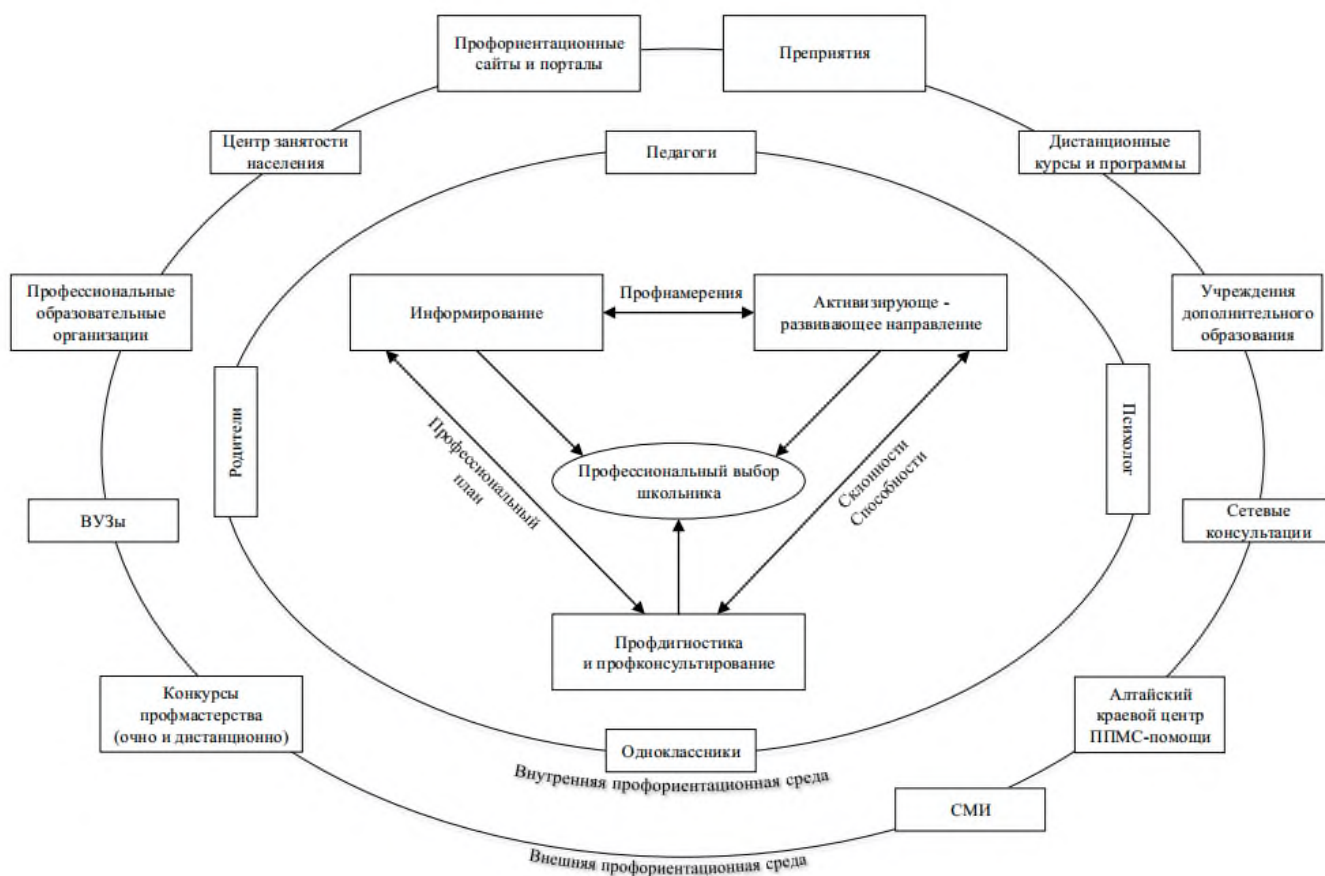 Профориентационные
сайты и порталы
Преприятия
Центр занятости
населения
Педагоги
Дистанционные
курсы и программы
Профессиональные
образовательные
организации
Информирование
Профнамерения
Активизирующе -
развивающее направление
Учреждения
дополнительного
образования
Родители
Профессиональный
план
Профессиональный выбор
школьника
Склонности
Способности
Психолог
ВУЗы
Сетевые
консультации
Профдигностика
и профконсультирование
Конкурсы
профмастерства
(очно и дистанционно)
Алтайский
краевой центр
ППМС-помощи
Одноклассники
Внутренняя профориентационная среда
СМИ
Внешняя профориентационная среда